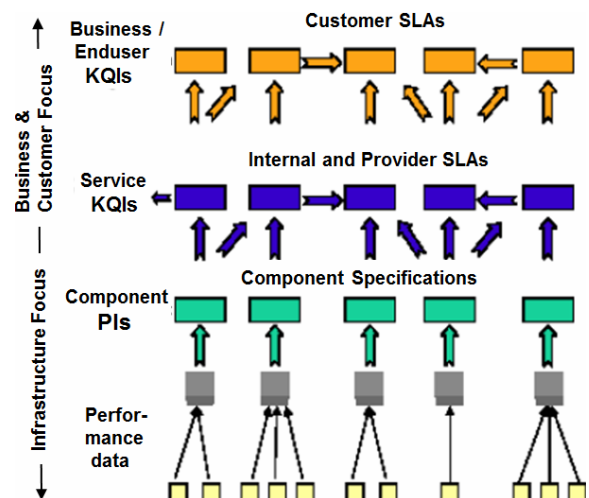 Customer SLAs
Business /
Enduser
KQIs
Business &
Customer Focus
Internal and Provider SLAs
Service
KQIs
Component Specifications
Component
PIs
Infrastructure Focus
Perfor-
mance
data